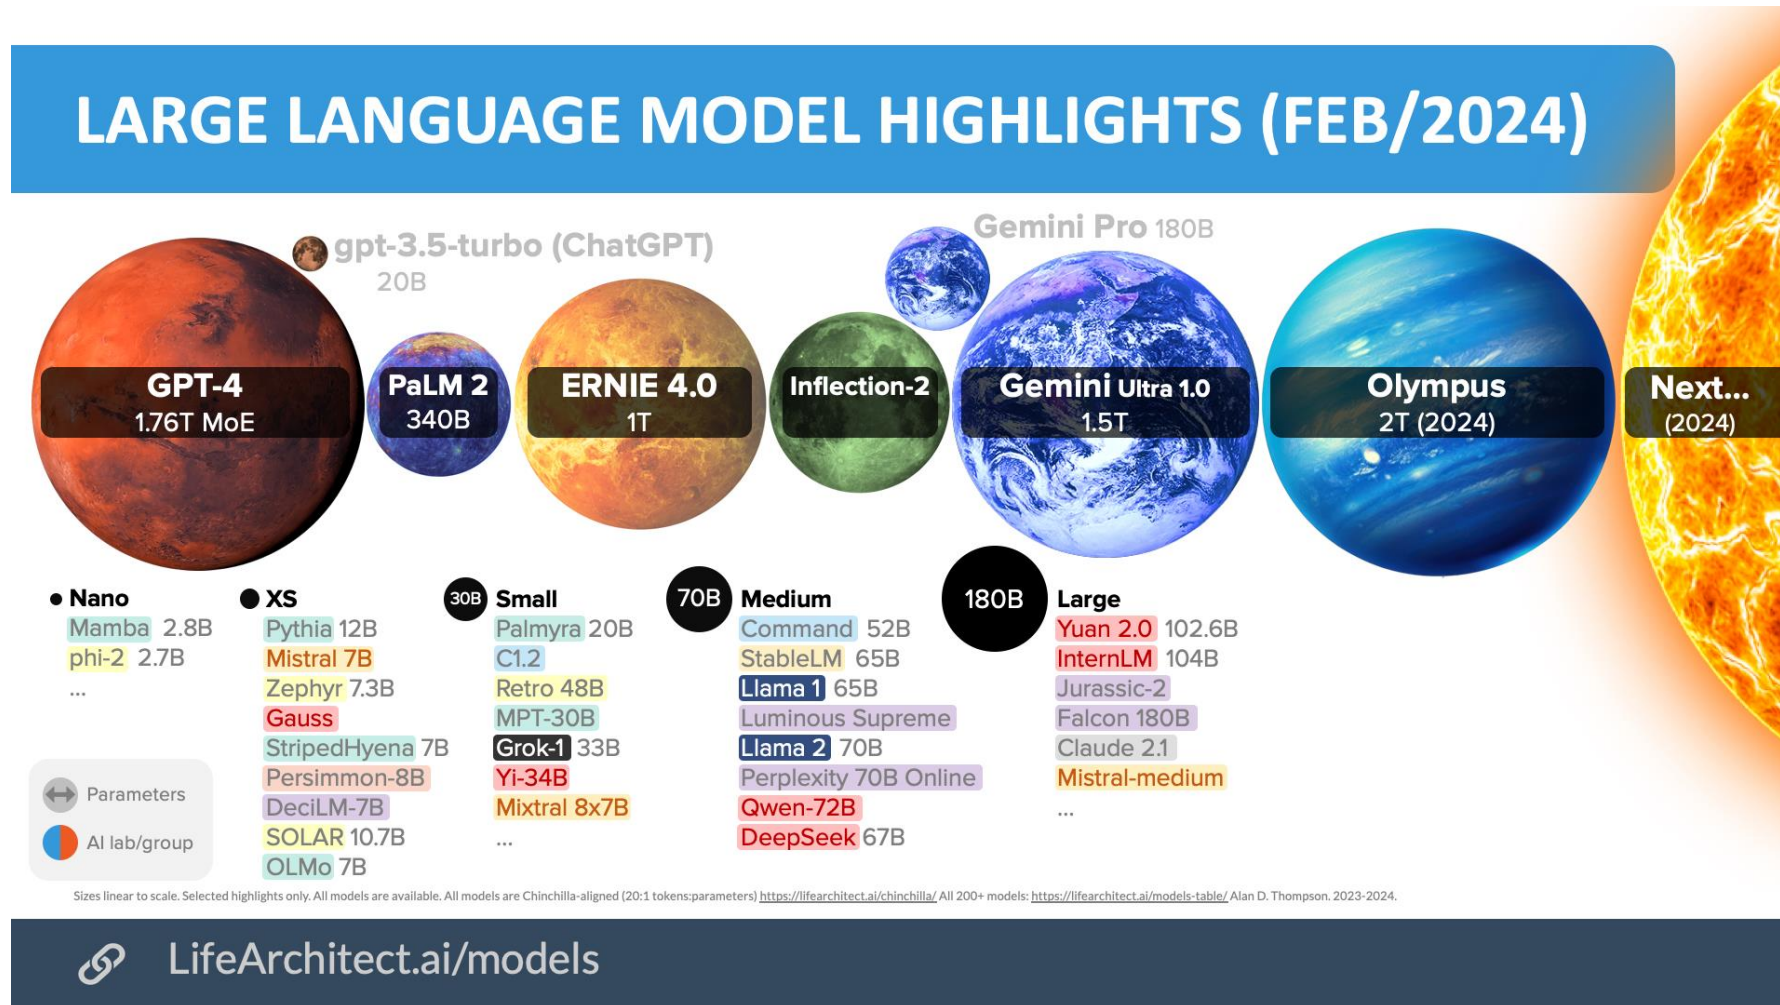 LARGE LANGUAGE MODEL HIGHLIGHTS (FEB/2024)
gpt-3.5-turbo (ChatGPT)
20B
Gemini Pro 180B
GPT-4
1.76T MoE
PaLM 2
340B
ERNIE 4.0
1T
Inflection-2
Gemini Ultra 1.0
1.5T
Olympus
2T (2024)
Next...
(2024)
Nano
Mamba 2.8B
phi-2 2.7B
...
XS
Pythia 12B
Mistral 7B
Zephyr 7.3B
Gauss
StripedHyena 7B
Persimmon-8B
DeciLM-7B
SOLAR 10.7B
OLMo 7B
30B Small
Palmyra 20B
C1.2
Retro 48B
MPT-30B
Grok-1 33B
Yi-34B
Mixtral 8x7B
...
70B Medium
Command 52B
StableLM 65B
Llama 1 65B
Luminous Supreme
Llama 2 70B
Perplexity 70B Online
Qwen-72B
DeepSeek 67B
180B Large
Yuan 2.0 102.6B
InternLM 104B
Jurassic-2
Falcon 180B
Claude 2.1
Mistral-medium
...
Parameters
AI lab/group
Sizes linear to scale. Selected highlights only. All models are available. All models are Chinchilla-aligned (20:1 tokens:parameters) https://lifearchitect.ai/chinchilla/ All 200+ models: https://lifearchitect.ai/models-table/ Alan D. Thompson. 2023-2024.
LifeArchitect.ai/models